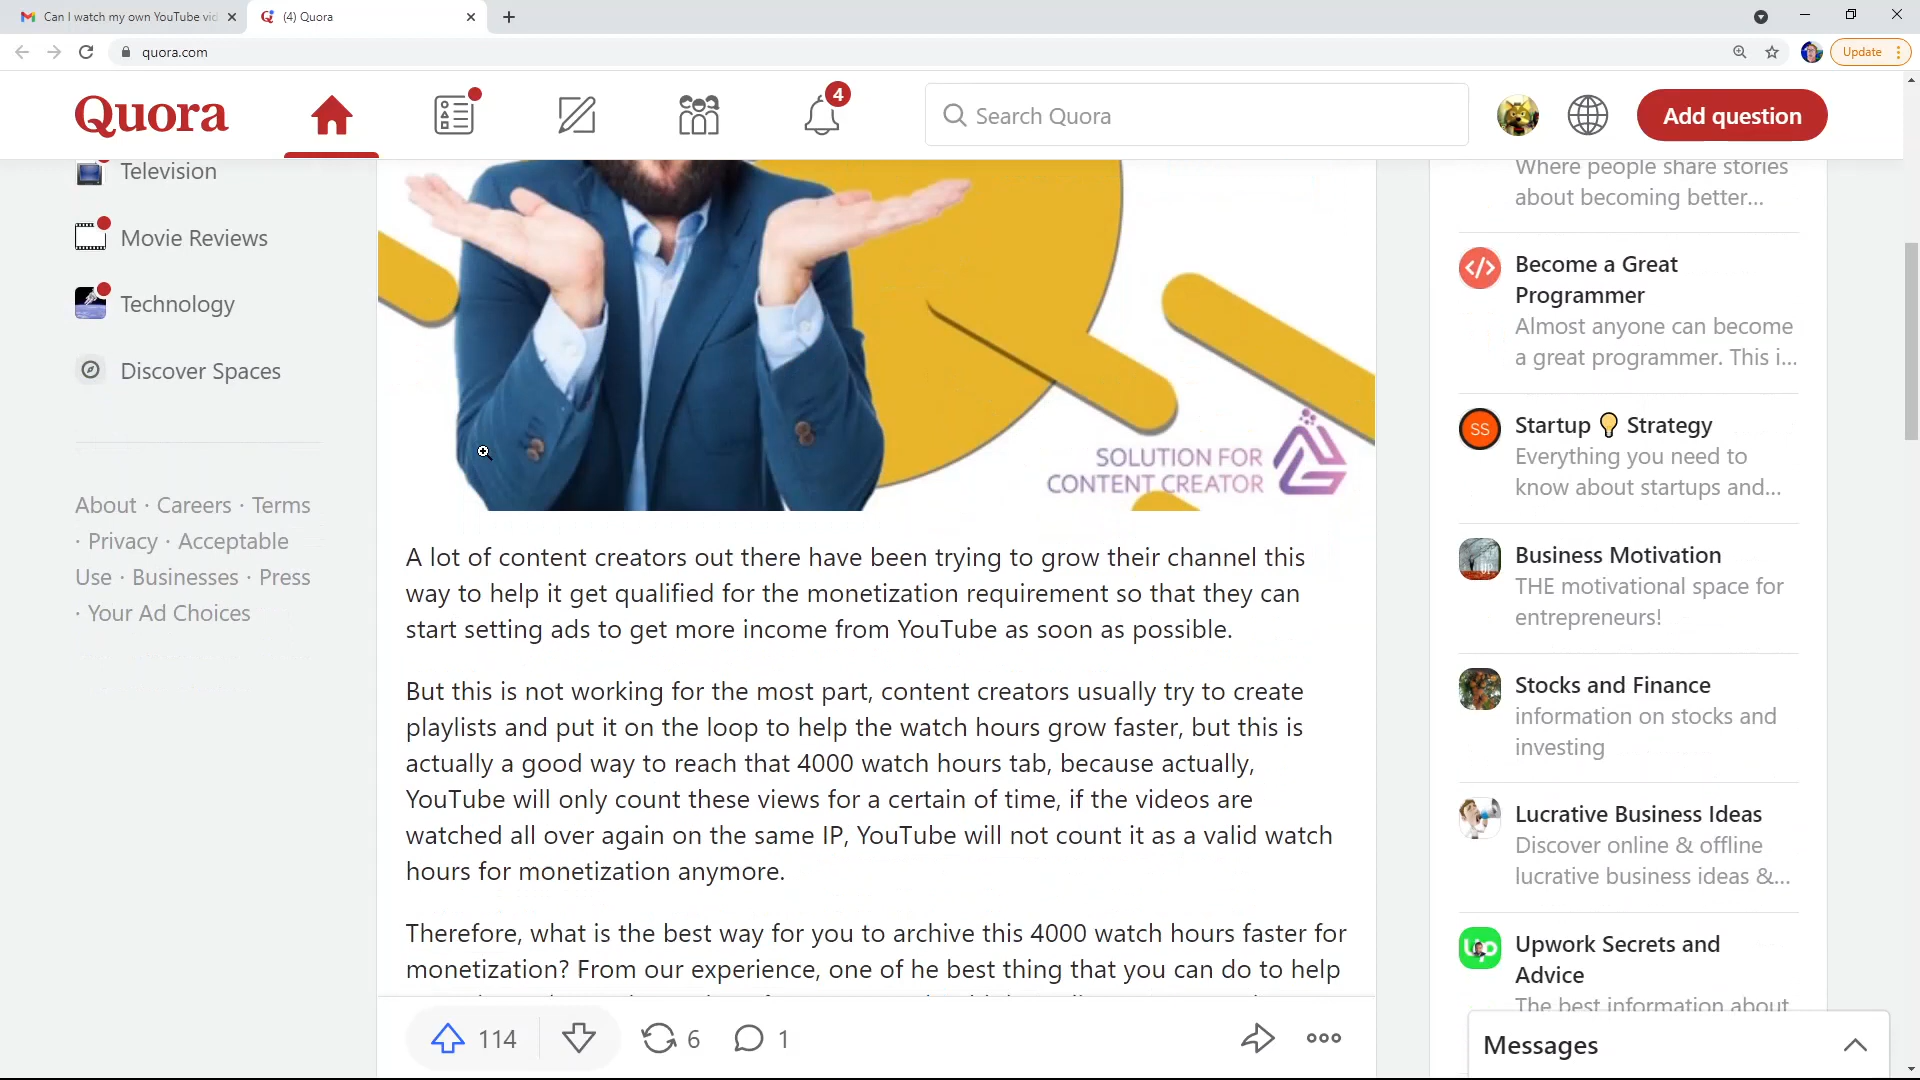 Can I watch my own YouTube vid
(4) Quora
quora.com
Update
Quora
4
Search Quora
Add question
Television
Movie Reviews
Technology
Discover Spaces
About · Careers · Terms
· Privacy · Acceptable
Use · Businesses · Press
· Your Ad Choices
SOLUTION FOR
CONTENT CREATOR
A lot of content creators out there have been trying to grow their channel this
way to help it get qualified for the monetization requirement so that they can
start setting ads to get more income from YouTube as soon as possible.
But this is not working for the most part, content creators usually try to create
playlists and put it on the loop to help the watch hours grow faster, but this is
actually a good way to reach that 4000 watch hours tab, because actually,
YouTube will only count these views for a certain of time, if the videos are
watched all over again on the same IP, YouTube will not count it as a valid watch
hours for monetization anymore.
Therefore, what is the best way for you to archive this 4000 watch hours faster for
monetization? From our experience, one of he best thing that you can do to help
114
6
1
Where people share stories
about becoming better...
Become a Great
Programmer
Almost anyone can become
a great programmer. This i...
SS
Startup 💡 Strategy
Everything you need to
know about startups and...
Business Motivation
THE motivational space for
entrepreneurs!
Stocks and Finance
information on stocks and
investing
Lucrative Business Ideas
Discover online & offline
lucrative business ideas &...
Up
Upwork Secrets and
Advice
The best information about
Messages